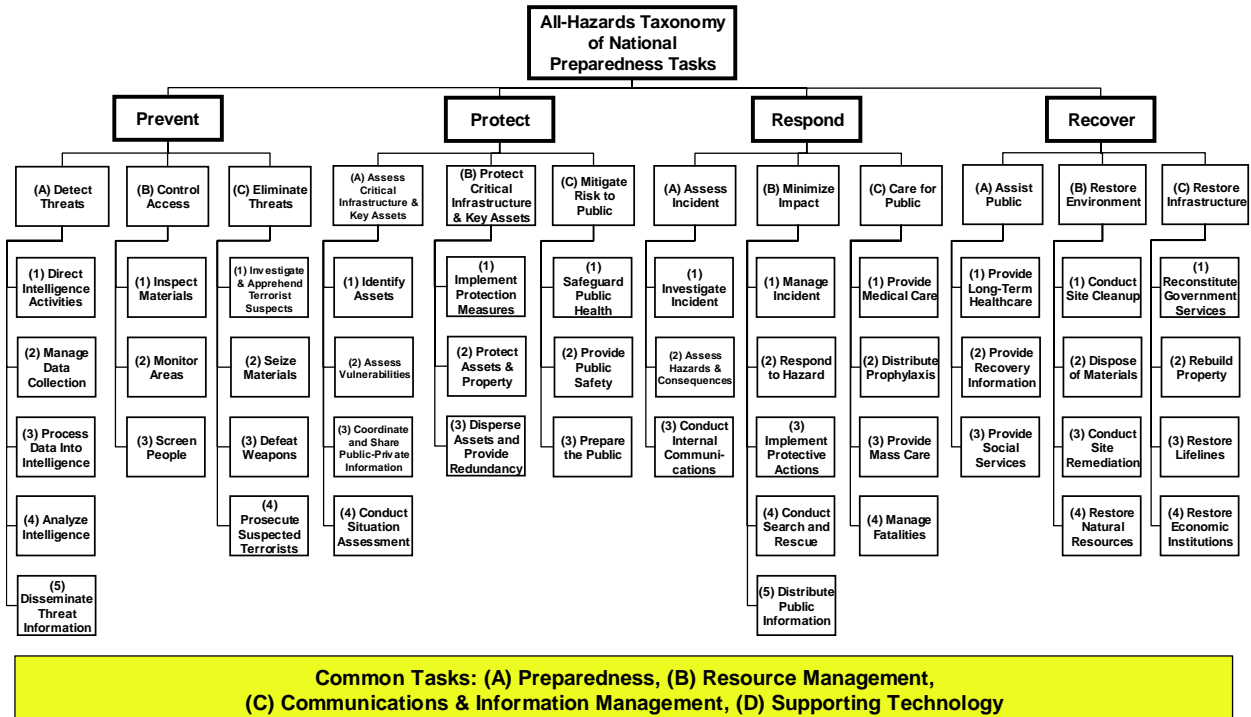 All-Hazards Taxonomy
of National
Preparedness Tasks
Prevent
Protect
Respond
Recover
(A) Detect
Threats
(B) Control
Access
(C) Eliminate
Threats
(A) Assess
Critical
Infrastructure &
Key Assets
(B) Protect
Critical
Infrastructure
& Key Assets
(C) Mitigate
Risk to
Public
(A) Assess
Incident
(B) Minimize
Impact
(C) Care for
Public
(A) Assist
Public
(B) Restore
Environment
(C) Restore
Infrastructure
(1) Direct
Intelligence
Activities
(2) Manage
Data
Collection
(3) Process
Data Into
Intelligence
(4) Analyze
Intelligence
(5)
Disseminate
Threat
Information
(1) Inspect
Materials
(2) Monitor
Areas
(3) Screen
People
(1) Investigate
& Apprehend
Terrorist
Suspects
(2) Seize
Materials
(3) Defeat
Weapons
(4)
Prosecute
Suspected
Terrorists
(1) Identify
Assets
(2) Assess
Vulnerabilities
(3) Coordinate
and Share
Public-Private
Information
(4) Conduct
Situation
Assessment
(1)
Implement
Protection
Measures
(2) Protect
Assets &
Property
(3) Disperse
Assets and
Provide
Redundancy
(1)
Safeguard
Public
Health
(2) Provide
Public
Safety
(3) Prepare
the Public
(1)
Investigate
Incident
(2) Assess
Hazards &
Consequences
(3) Conduct
Internal
Communi-
cations
(1) Manage
Incident
(2) Respond
to Hazard
(3)
Implement
Protective
Actions
(4) Conduct
Search and
Rescue
(5) Distribute
Public
Information
(1) Provide
Medical Care
(2) Distribute
Prophylaxis
(3) Provide
Mass Care
(4) Manage
Fatalities
(1) Provide
Long-Term
Healthcare
(2) Provide
Recovery
Information
(3) Provide
Social
Services
(1) Conduct
Site Cleanup
(2) Dispose
of Materials
(3) Conduct
Site
Remediation
(4) Restore
Natural
Resources
(1)
Reconstitute
Government
Services
(2) Rebuild
Property
(3) Restore
Lifelines
(4) Restore
Economic
Institutions
Common Tasks: (A) Preparedness, (B) Resource Management,
(C) Communications & Information Management, (D) Supporting Technology